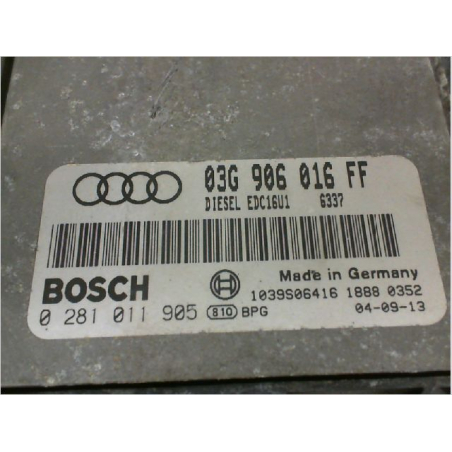 03G 906 016 FF
DIESEL EDC16U1 6337
BOSCH
Made in Germany
1039S06416 1888 0352
0 281 011 905 810 BPG 04-09-13